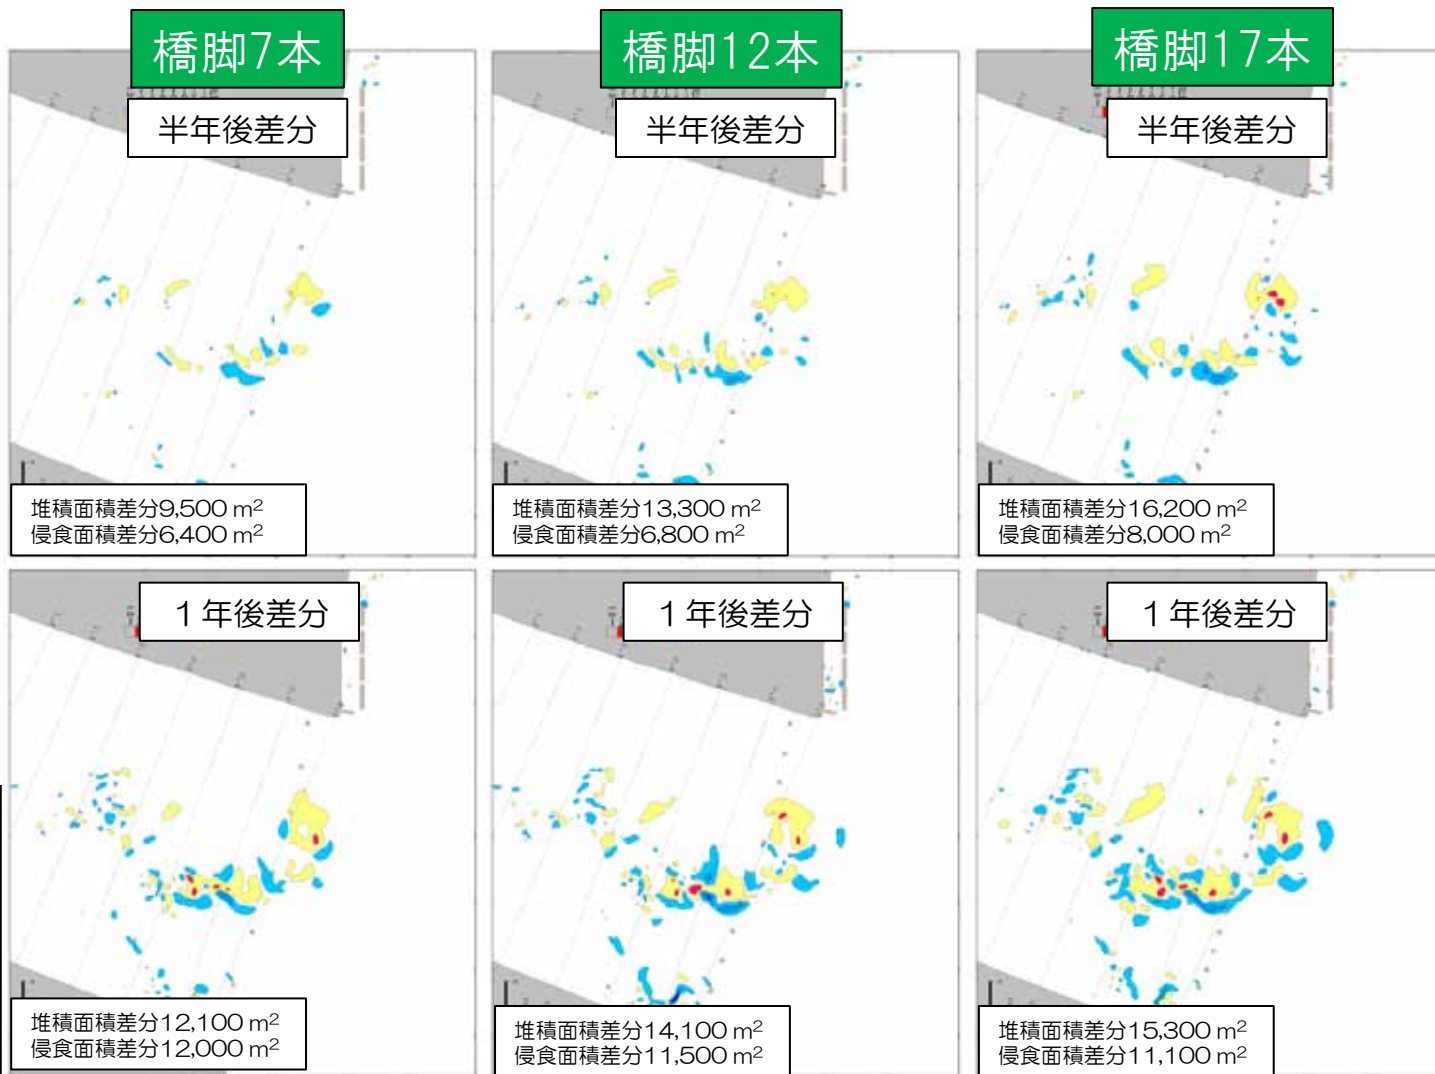 橋脚7本
橋脚12本
橋脚17本
半年後差分
半年後差分
半年後差分
堆積面積差分9,500 m²
侵食面積差分6,400 m²
堆積面積差分13,300 m²
侵食面積差分6,800 m²
堆積面積差分16,200 m²
侵食面積差分8,000 m²
1年後差分
1年後差分
1年後差分
堆積面積差分12,100 m²
侵食面積差分12,000 m²
堆積面積差分14,100 m²
侵食面積差分11,500 m²
堆積面積差分15,300 m²
侵食面積差分11,100 m²